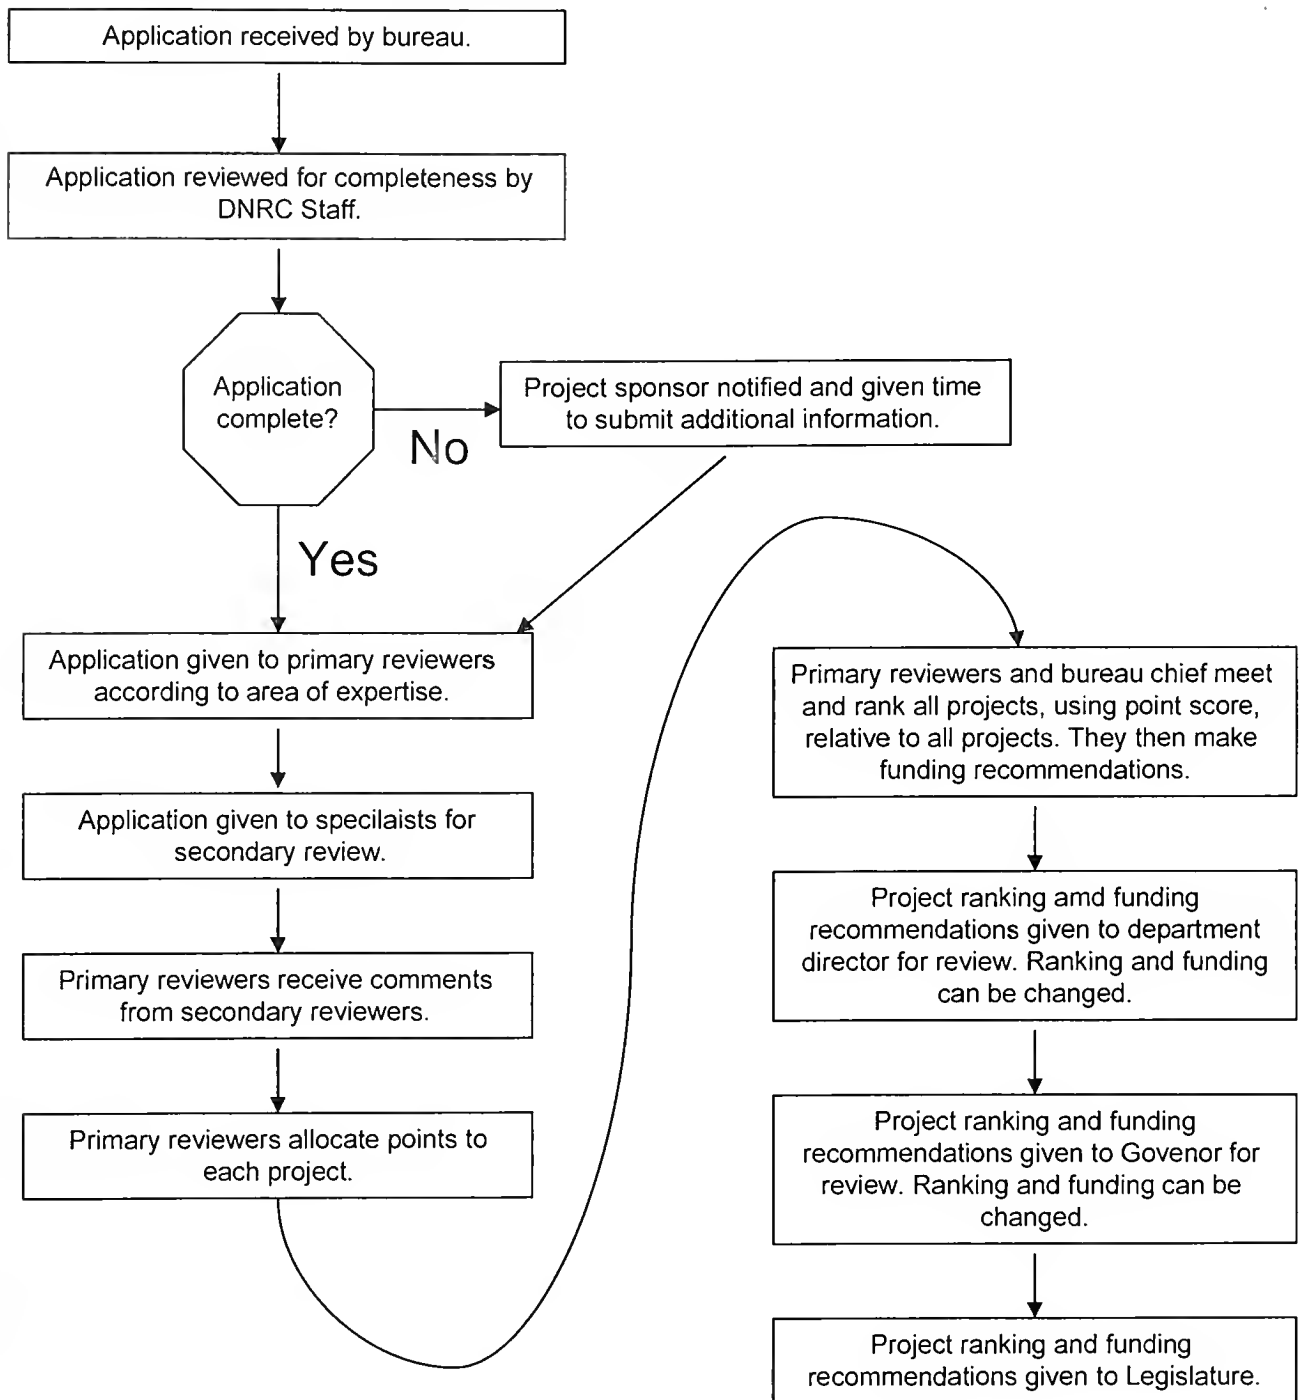 Application received by bureau.
Application reviewed for completeness by
DNRC Staff.
Application
complete?
No
Project sponsor notified and given time
to submit additional information.
Yes
Application given to primary reviewers
according to area of expertise.
Application given to specilaists for
secondary review.
Primary reviewers receive comments
from secondary reviewers.
Primary reviewers allocate points to
each project.
Primary reviewers and bureau chief meet
and rank all projects, using point score,
relative to all projects. They then make
funding recommendations.
Project ranking amd funding
recommendations given to department
director for review. Ranking and funding
can be changed.
Project ranking and funding
recommendations given to Govenor for
review. Ranking and funding can be
changed.
Project ranking and funding
recommendations given to Legislature.